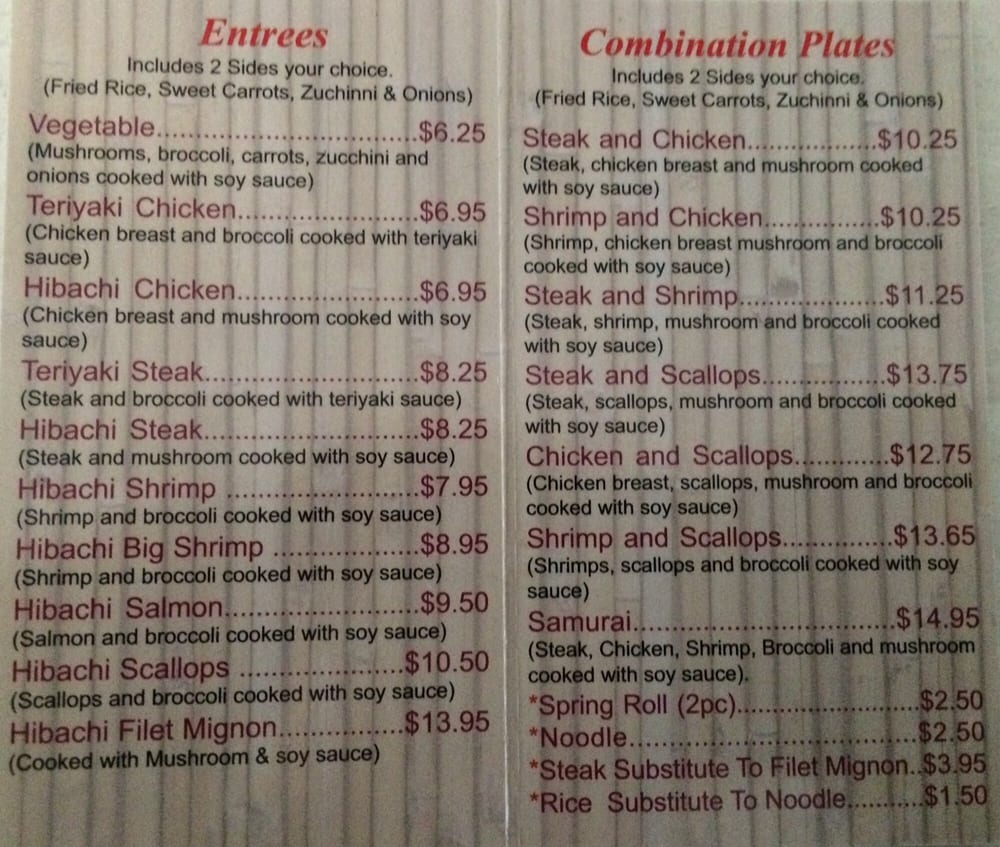 Entrees
Includes 2 Sides your choice.
(Fried Rice, Sweet Carrots, Zuchinni & Onions)
Vegetable.................................$6.25
(Mushrooms, broccoli, carrots, zucchini and
onions cooked with soy sauce)
Teriyaki Chicken.......................$6.95
(Chicken breast and broccoli cooked with teriyaki
sauce)
Hibachi Chicken.......................$6.95
(Chicken breast and mushroom cooked with soy
sauce)
Teriyaki Steak...........................$8.25
(Steak and broccoli cooked with teriyaki sauce)
Hibachi Steak...........................$8.25
(Steak and mushroom cooked with soy sauce)
Hibachi Shrimp ........................$7.95
(Shrimp and broccoli cooked with soy sauce)
Hibachi Big Shrimp ..................$8.95
(Shrimp and broccoli cooked with soy sauce)
Hibachi Salmon........................$9.50
(Salmon and broccoli cooked with soy sauce)
Hibachi Scallops ....................$10.50
(Scallops and broccoli cooked with soy sauce)
Hibachi Filet Mignon...............$13.95
(Cooked with Mushroom & soy sauce)
Combination Plates
Includes 2 Sides your choice.
(Fried Rice, Sweet Carrots, Zuchinni & Onions)
Steak and Chicken................$10.25
(Steak, chicken breast and mushroom cooked
with soy sauce)
Shrimp and Chicken..............$10.25
(Shrimp, chicken breast mushroom and broccoli
cooked with soy sauce)
Steak and Shrimp..................$11.25
(Steak, shrimp, mushroom and broccoli cooked
with soy sauce)
Steak and Scallops...............$13.75
(Steak, scallops, mushroom and broccoli cooked
with soy sauce)
Chicken and Scallops............$12.75
(Chicken breast, scallops, mushroom and broccoli
cooked with soy sauce)
Shrimp and Scallops..............$13.65
(Shrimps, scallops and broccoli cooked with soy
sauce)
Samurai.................................$14.95
(Steak, Chicken, Shrimp, Broccoli and mushroom
cooked with soy sauce).
*Spring Roll (2pc).......................$2.50
*Noodle....................................$2.50
*Steak Substitute To Filet Mignon..$3.95
*Rice Substitute To Noodle..........$1.50